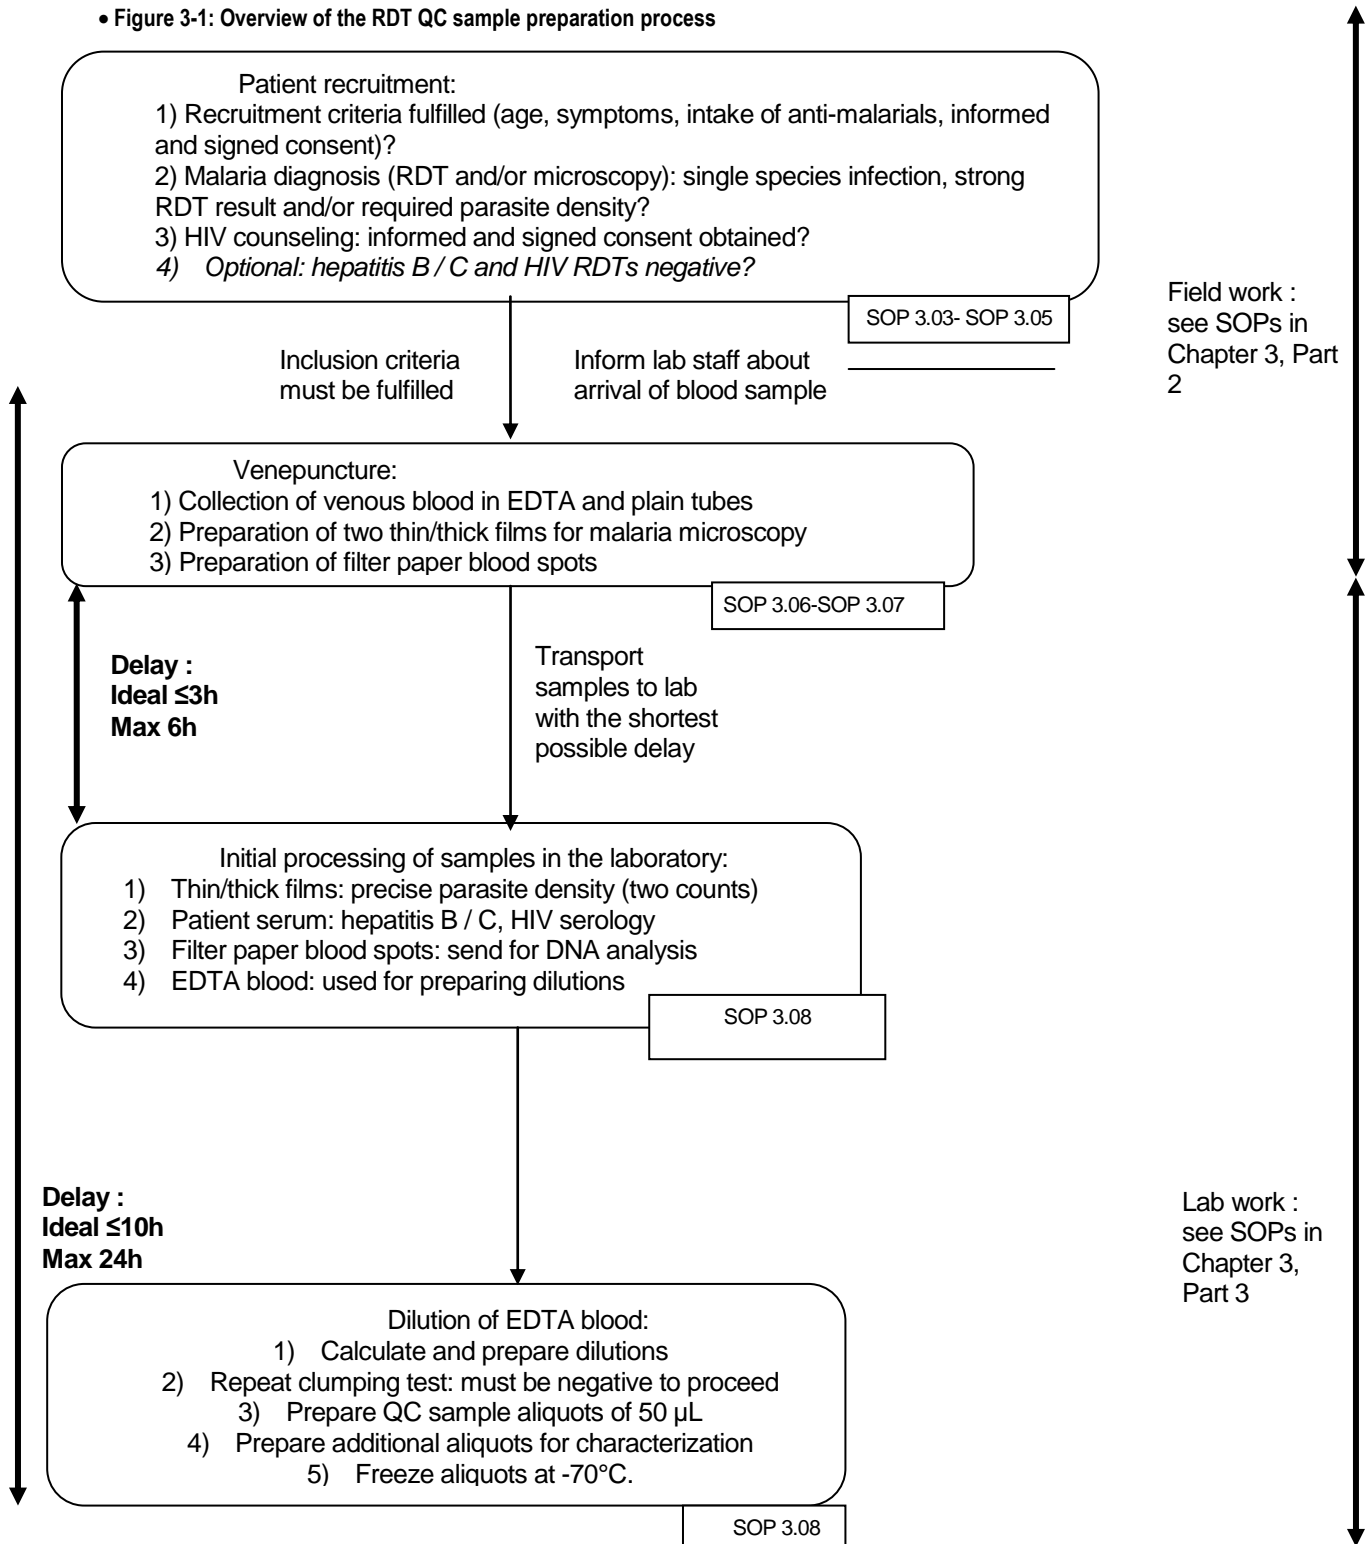 • Figure 3-1: Overview of the RDT QC sample preparation process
Patient recruitment:
1) Recruitment criteria fulfilled (age, symptoms, intake of anti-malarials, informed
and signed consent)?
2) Malaria diagnosis (RDT and/or microscopy): single species infection, strong
RDT result and/or required parasite density?
3) HIV counseling: informed and signed consent obtained?
4) Optional: hepatitis B / C and HIV RDTs negative?
SOP 3.03- SOP 3.05
Field work :
see SOPs in
Chapter 3, Part
2
Inclusion criteria
must be fulfilled
Inform lab staff about
arrival of blood sample
Venepuncture:
1) Collection of venous blood in EDTA and plain tubes
2) Preparation of two thin/thick films for malaria microscopy
3) Preparation of filter paper blood spots
SOP 3.06-SOP 3.07
Delay :
Ideal ≤3h
Max 6h
Transport
samples to lab
with the shortest
possible delay
Initial processing of samples in the laboratory:
1) Thin/thick films: precise parasite density (two counts)
2) Patient serum: hepatitis B / C, HIV serology
3) Filter paper blood spots: send for DNA analysis
4) EDTA blood: used for preparing dilutions
SOP 3.08
Delay :
Ideal ≤10h
Max 24h
Lab work :
see SOPs in
Chapter 3,
Part 3
Dilution of EDTA blood:
1) Calculate and prepare dilutions
2) Repeat clumping test: must be negative to proceed
3) Prepare QC sample aliquots of 50 µL
4) Prepare additional aliquots for characterization
5) Freeze aliquots at -70°C.
SOP 3.08